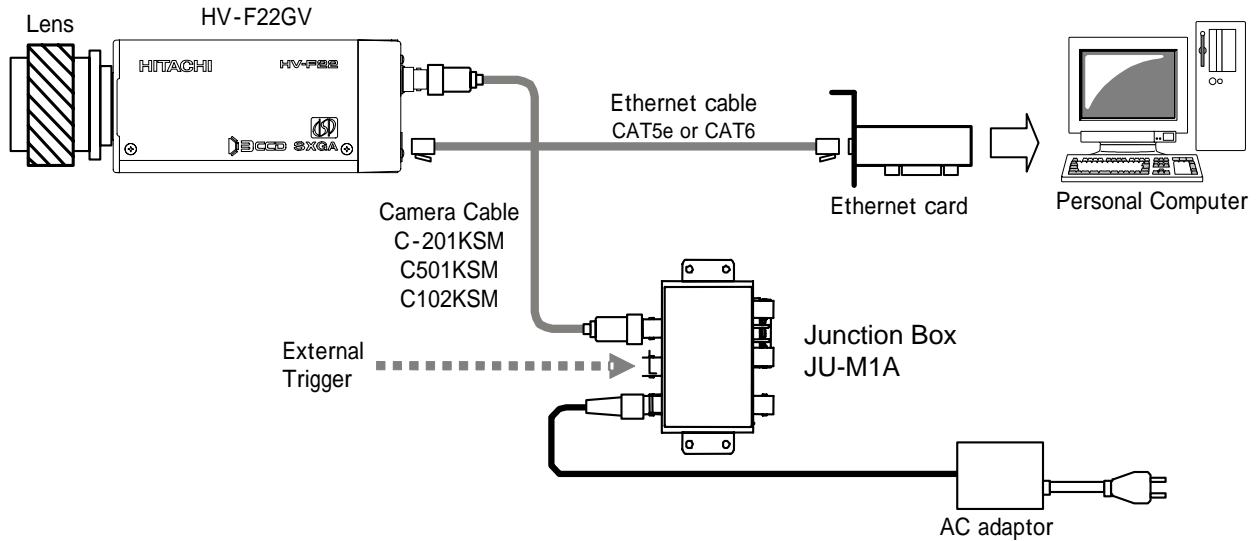 Lens
HV-F22GV
HITACHI
HV-F22
3CCD SXGA
Ethernet cable
CAT5e or CAT6
Ethernet card
Personal Computer
Camera Cable
C-201KSM
C501KSM
C102KSM
External
Trigger
Junction Box
JU-M1A
AC adaptor